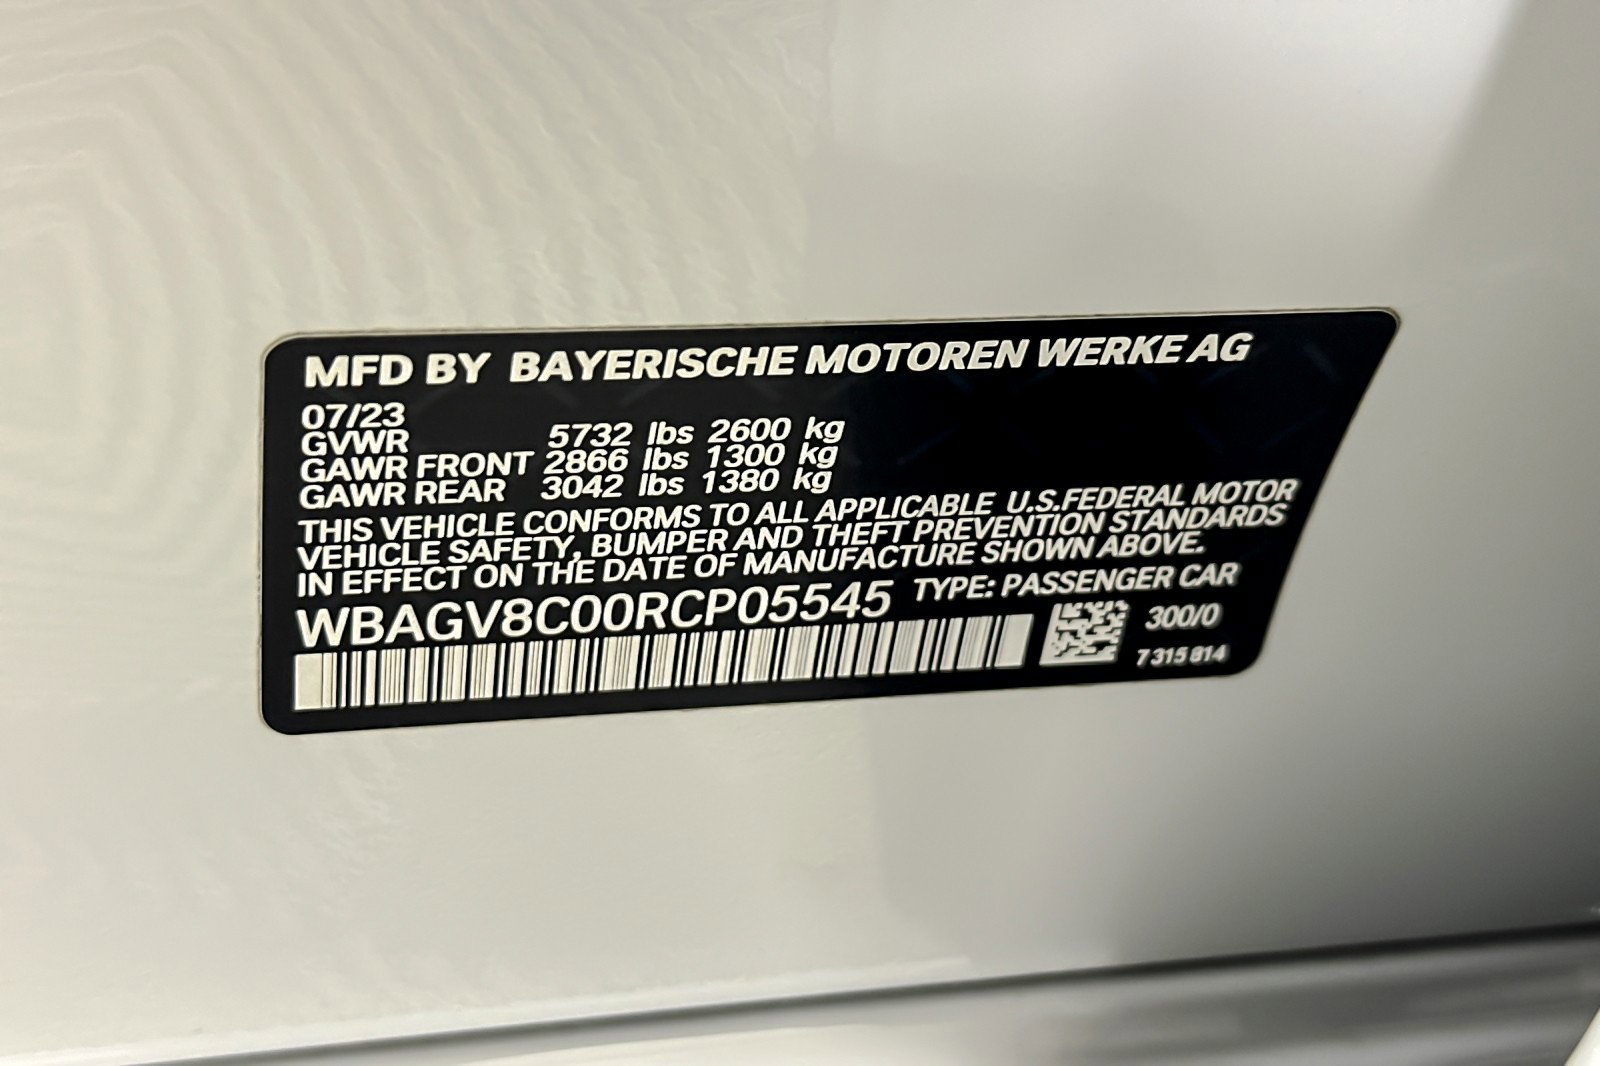 MFD BY BAYERISCHE MOTOREN WERKE AG
07/23
GVWR 5732 lbs 2600 kg
GAWR FRONT 2866 lbs 1300 kg
GAWR REAR 3042 lbs 1380 kg
THIS VEHICLE CONFORMS TO ALL APPLICABLE U.S.FEDERAL MOTOR
VEHICLE SAFETY, BUMPER AND THEFT PREVENTION STANDARDS
IN EFFECT ON THE DATE OF MANUFACTURE SHOWN ABOVE.
WBAGV8C00RCP05545 TYPE: PASSENGER CAR
300/0
7 315 814